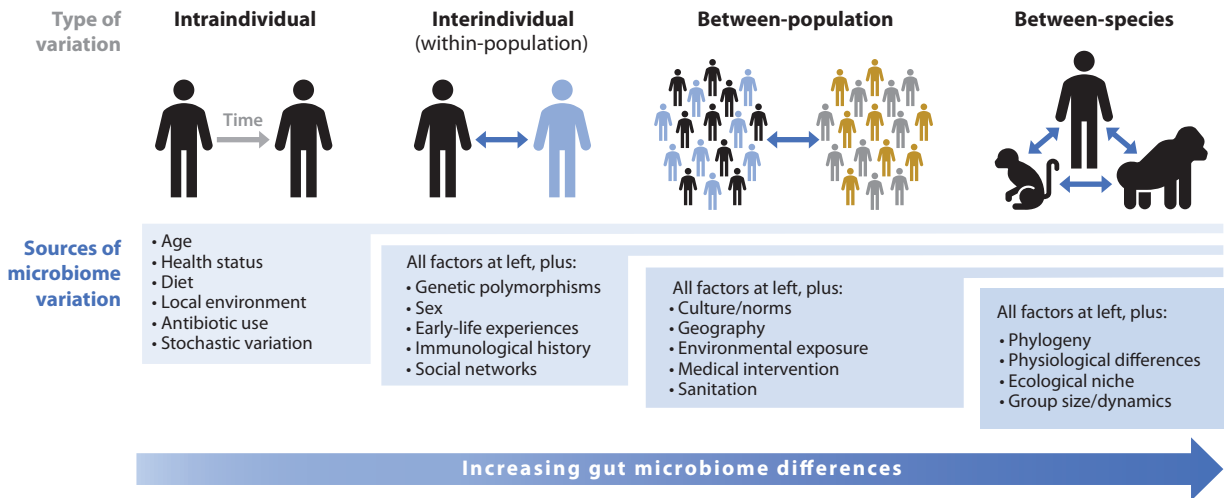 Type of variation
Intraindividual
Interindividual
(within-population)
Between-population
Between-species
Time
Sources of microbiome variation
• Age
• Health status
• Diet
• Local environment
• Antibiotic use
• Stochastic variation
All factors at left, plus:
• Genetic polymorphisms
• Sex
• Early-life experiences
• Immunological history
• Social networks
All factors at left, plus:
• Culture/norms
• Geography
• Environmental exposure
• Medical intervention
• Sanitation
All factors at left, plus:
• Phylogeny
• Physiological differences
• Ecological niche
• Group size/dynamics
Increasing gut microbiome differences